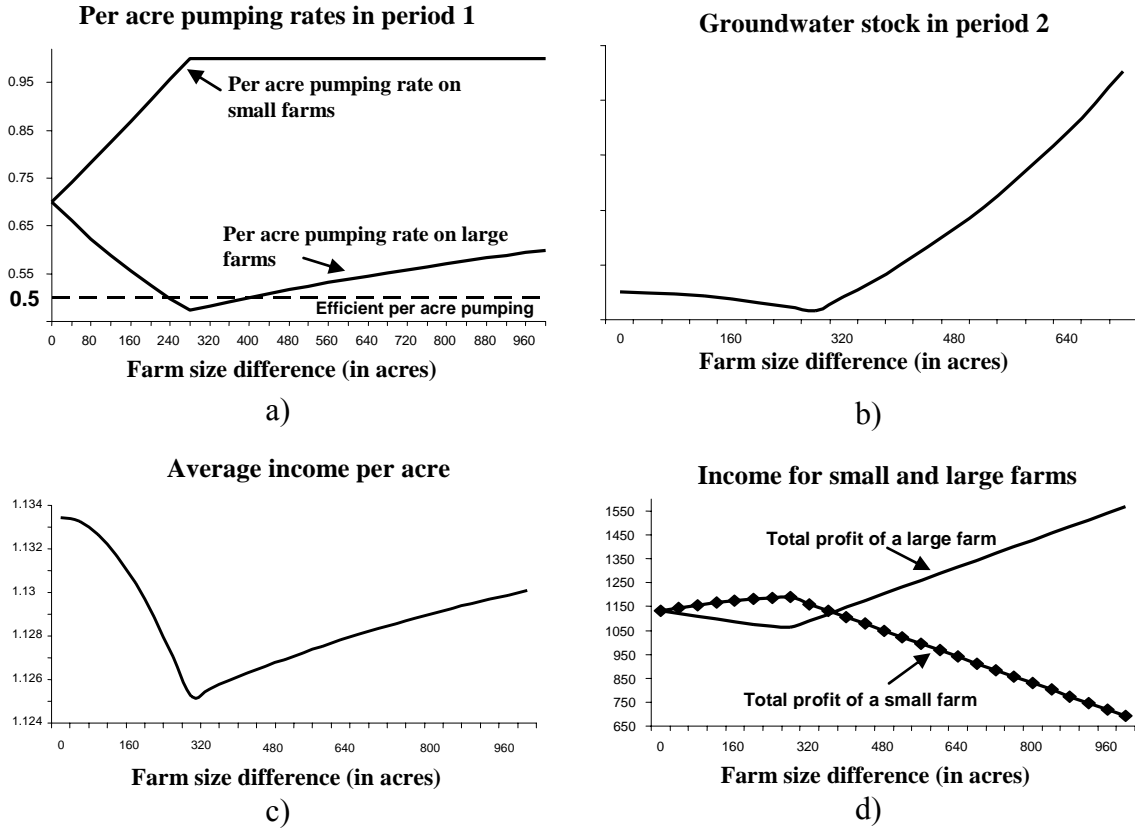 Per acre pumping rates in period 1
0.95
0.85
0.75
0.65
0.55
0.5
Per acre pumping rate on
small farms
Per acre pumping rate on large
farms
Efficient per acre pumping
0 80 160 240 320 400 480 560 640 720 800 880 960
Farm size difference (in acres)
a)
Groundwater stock in period 2
0 160 320 480 640
Farm size difference (in acres)
b)
Average income per acre
1.134
1.132
1.13
1.128
1.126
1.124
0 160 320 480 640 800 960
Farm size difference (in acres)
c)
Income for small and large farms
1550
1450
1350
1250
1150
1050
950
850
750
650
Total profit of a large farm
Total profit of a small farm
0 160 320 480 640 800 960
Farm size difference (in acres)
d)